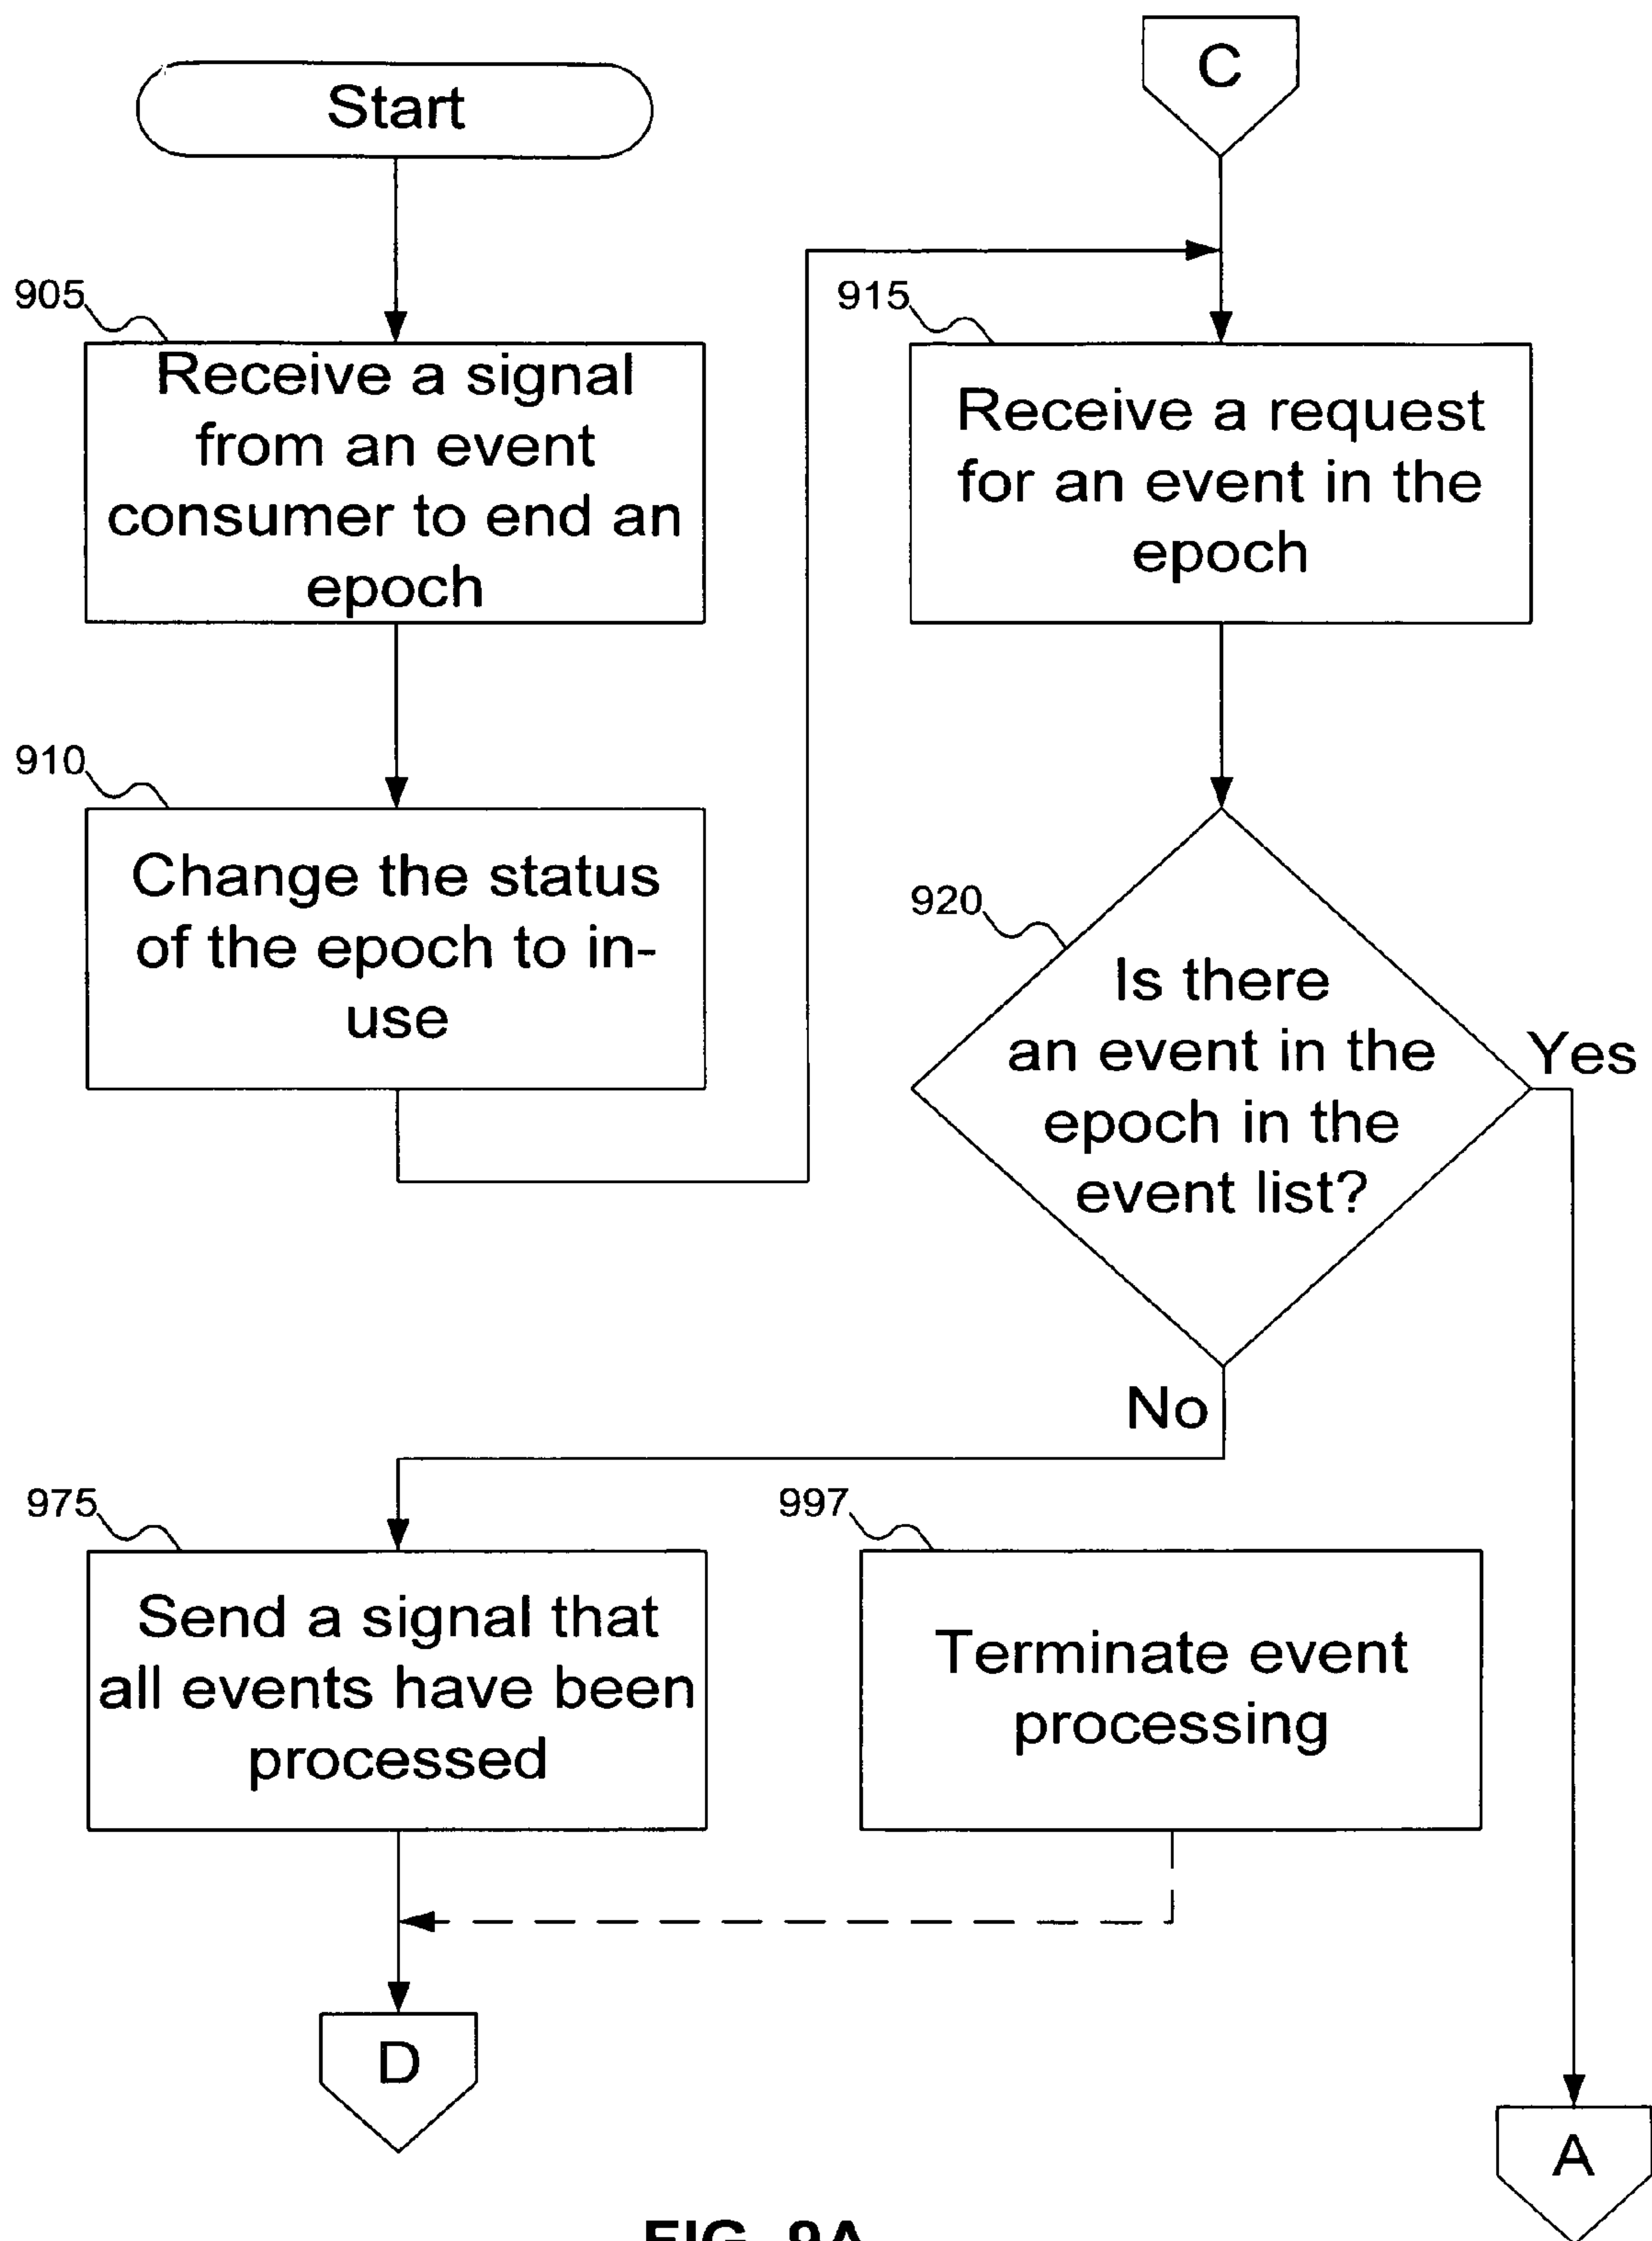 Start
C
905
Receive a signal
from an event
consumer to end an
epoch
915
Receive a request
for an event in the
epoch
910
Change the status
of the epoch to in-
use
920
Is there
an event in the
epoch in the
event list?
Yes
No
975
Send a signal that
all events have been
processed
997
Terminate event
processing
D
A
FIG. 9A